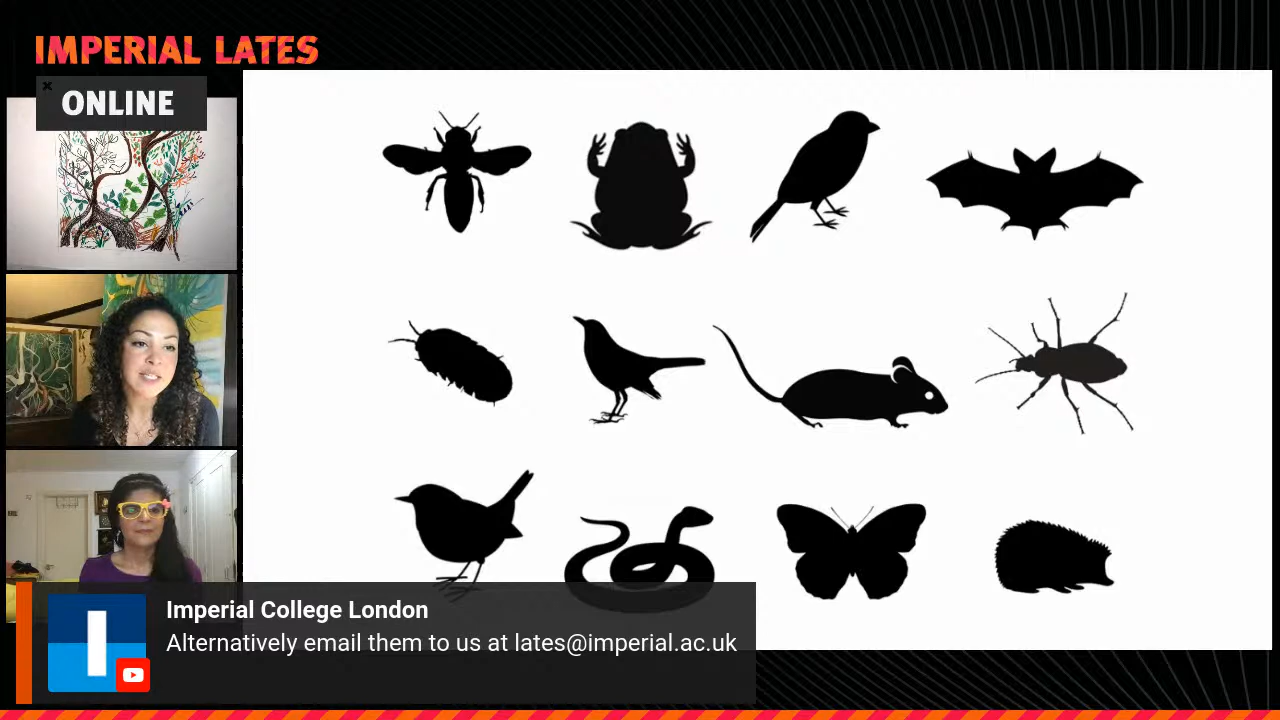 IMPERIAL LATES
ONLINE
Imperial College London
Alternatively email them to us at lates@imperial.ac.uk